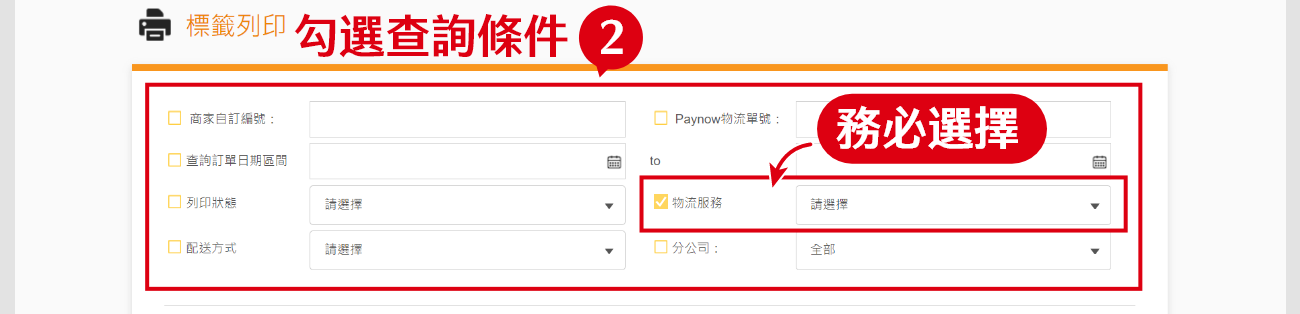 標籤列印 勾選查詢條件 2
商家自訂編號：
Paynow物流單號：
務必選擇
查詢訂單日期區間
to
列印狀態 請選擇
物流服務 請選擇
配送方式 請選擇
分公司： 全部